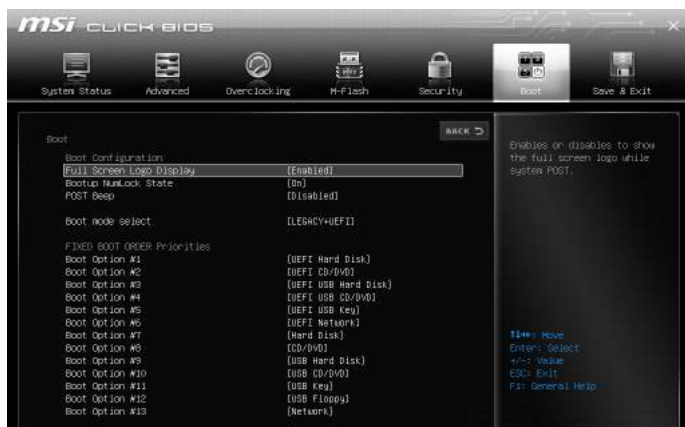 msi CLICK BIOS
System Status Advanced Overclocking M-Flash Security Boot Save & Exit
BACK
Boot
Boot Configuration
Full Screen Logo Display [Enabled]
Bootup NumLock State [On]
POST Beep [Disabled]
Boot mode select [LEGACY+UEFI]
FIXED BOOT ORDER Priorities
Boot Option #1 [UEFI Hard Disk]
Boot Option #2 [UEFI CD/DVD]
Boot Option #3 [UEFI USB Hard Disk]
Boot Option #4 [UEFI USB CD/DVD]
Boot Option #5 [UEFI USB Key]
Boot Option #6 [UEFI Network]
Boot Option #7 [Hard Disk]
Boot Option #8 [CD/DVD]
Boot Option #9 [USB Hard Disk]
Boot Option #10 [USB CD/DVD]
Boot Option #11 [USB Key]
Boot Option #12 [USB Floppy]
Boot Option #13 [Network]
Enables or disables to show
the full screen logo while
system POST.
↑↓←→: Move
Enter: Select
+/-: Value
ESC: Exit
F1: General Help